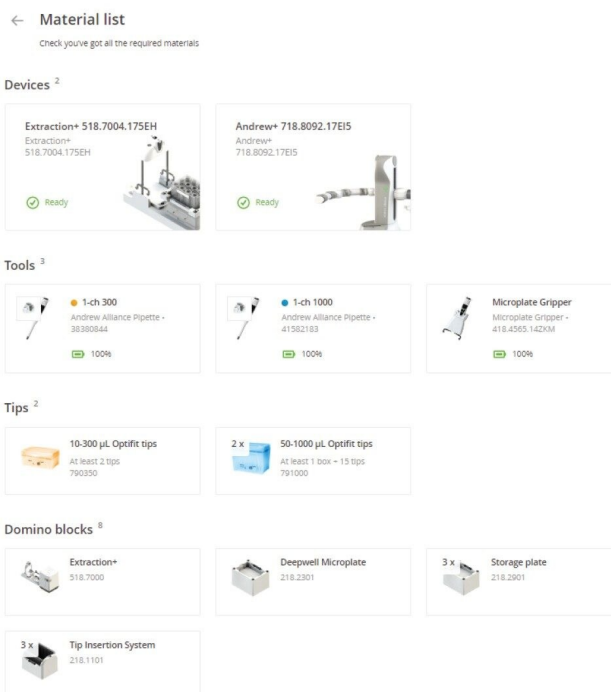 Material list
Check you've got all the required materials
Devices 2
Extraction+ 518.7004.175EH
Extraction+
518.7004.175EH
Ready
Andrew+ 718.8092.17EI5
Andrew+
718.8092.17EI5
Ready
Tools 3
1-ch 300
Andrew Alliance Pipette -
38380844
100%
1-ch 1000
Andrew Alliance Pipette -
41582183
100%
Microplate Gripper
Microplate Gripper -
418.4565.14ZKM
100%
Tips 2
10-300 µL Optifit tips
At least 2 tips
790350
2 x
50-1000 µL Optifit tips
At least 1 box + 15 tips
791000
Domino blocks 8
Extraction+
518.7000
Deepwell Microplate
218.2301
3 x
Storage plate
218.2901
3 x
Tip Insertion System
218.1101